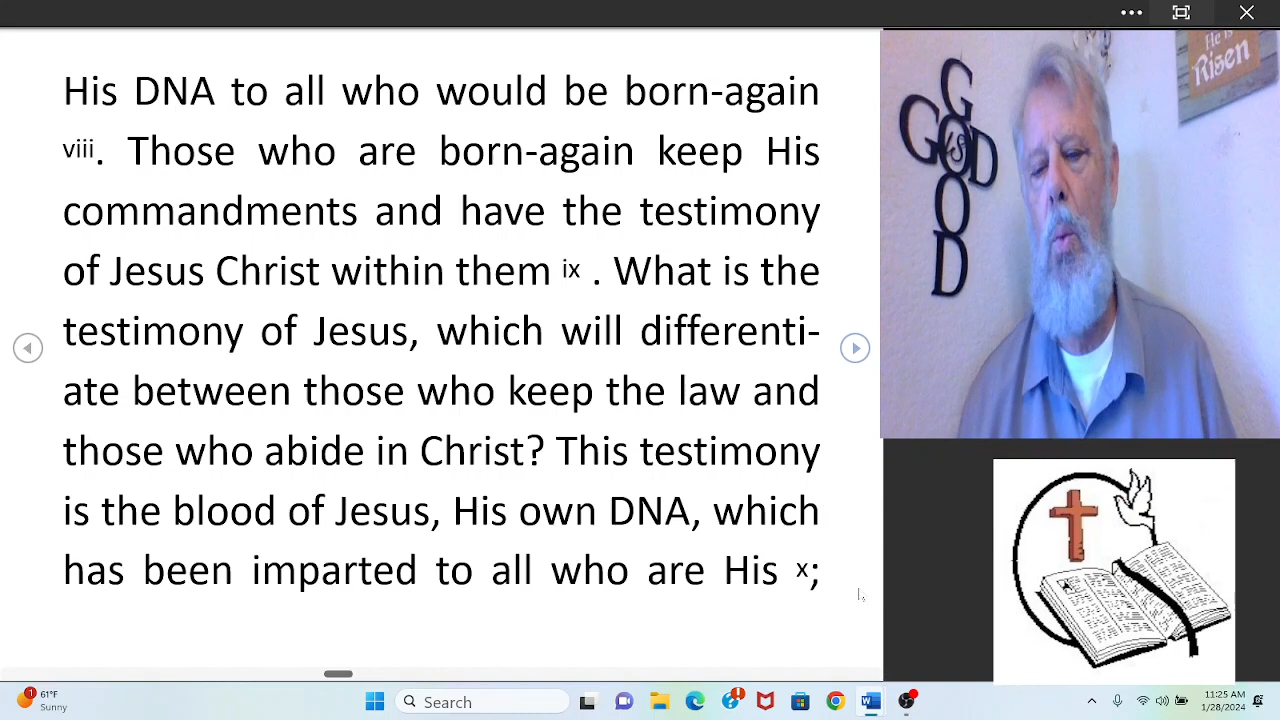 His DNA to all who would be born-again
viii. Those who are born-again keep His
commandments and have the testimony
of Jesus Christ within them ix . What is the
testimony of Jesus, which will differenti-
ate between those who keep the law and
those who abide in Christ? This testimony
is the blood of Jesus, His own DNA, which
has been imparted to all who are His x;
He is
Risen
GOD
is
GOD
1
61°F
Sunny
Search
11:25 AM
1/28/2024